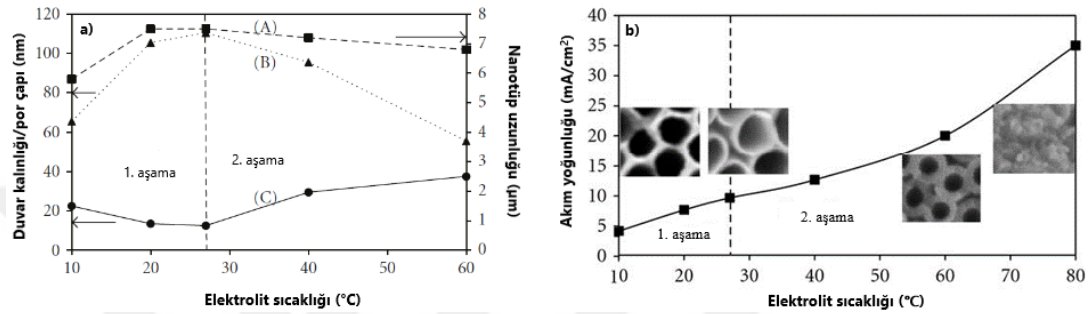 a)
Duvar kalınlığı/por çapı (nm)
120
100
80
60
40
20
0
(A)
(B)
(C)
1. aşama
2. aşama
8
7
6
5
4
3
2
1
0
Nanotüp uzunluğu (µm)
10
20
30
40
50
60
Elektrolit sıcaklığı (°C)
b)
Akım yoğunluğu (mA/cm²)
40
35
30
25
20
15
10
5
0
1. aşama
2. aşama
10
20
30
40
50
60
70
80
Elektrolit sıcaklığı (°C)